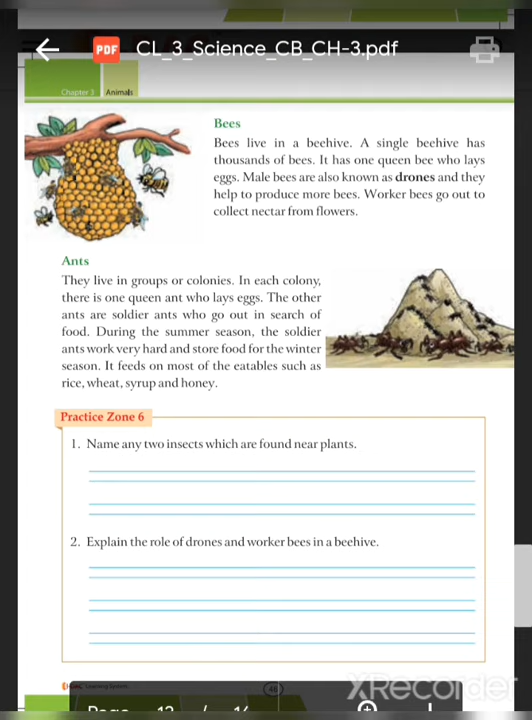 PDF CL_3_Science_CB_CH-3.pdf
Chapter 3 Animals
Bees
Bees live in a beehive. A single beehive has
thousands of bees. It has one queen bee who lays
eggs. Male bees are also known as drones and they
help to produce more bees. Worker bees go out to
collect nectar from flowers.
Ants
They live in groups or colonies. In each colony,
there is one queen ant who lays eggs. The other
ants are soldier ants who go out in search of
food. During the summer season, the soldier
ants work very hard and store food for the winter
season. It feeds on most of the eatables such as
rice, wheat, syrup and honey.
Practice Zone 6
1. Name any two insects which are found near plants.
2. Explain the role of drones and worker bees in a beehive.
XRecorder